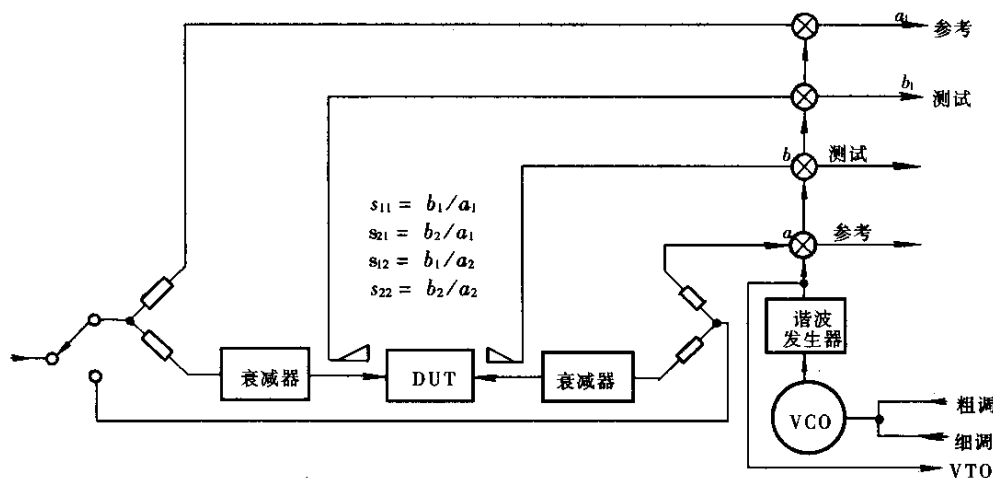 a₁
参考
b₁
测试
b
测试
s₁₁ = b₁/a₁
s₂₁ = b₂/a₁
s₁₂ = b₁/a₂
s₂₂ = b₂/a₂
a
参考
谐波
发生器
衰减器
DUT
衰减器
VCO
粗调
细调
VTO